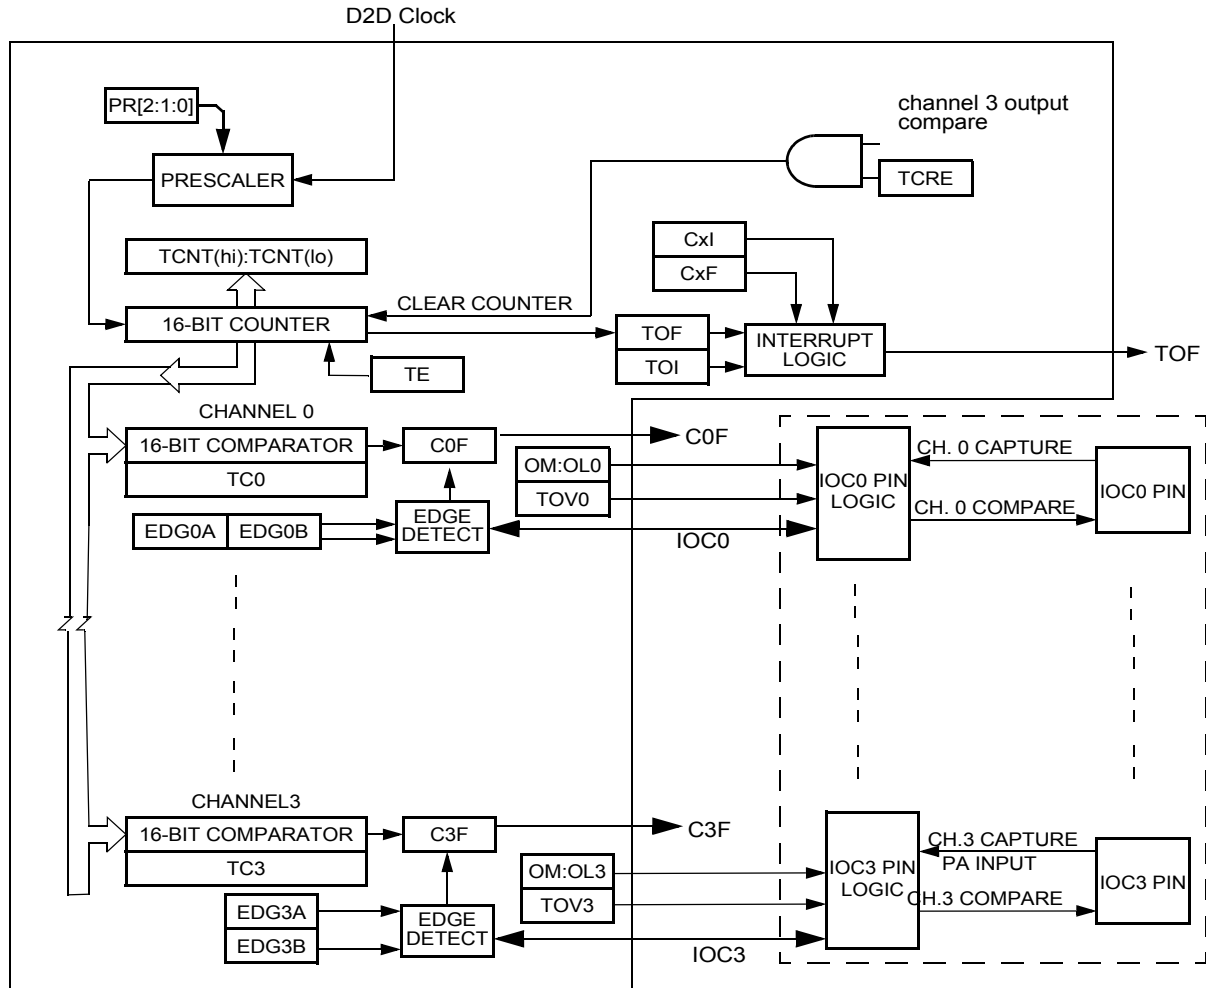 D2D Clock
PR[2:1:0]
channel 3 output
compare
PRESCALER
TCRE
CxI
TCNT(hi):TCNT(lo)
CxF
CLEAR COUNTER
16-BIT COUNTER
TOF
INTERRUPT
LOGIC
TOF
TOI
TE
CHANNEL 0
16-BIT COMPARATOR
C0F
C0F
TC0
OM:OL0
TOV0
IOC0 PIN
LOGIC
CH. 0 CAPTURE
IOC0 PIN
CH. 0 COMPARE
EDG0A
EDG0B
EDGE
DETECT
IOC0
CHANNEL3
16-BIT COMPARATOR
C3F
C3F
TC3
OM:OL3
TOV3
IOC3 PIN
LOGIC
CH.3 CAPTURE
PA INPUT
IOC3 PIN
CH.3 COMPARE
EDG3A
EDG3B
EDGE
DETECT
IOC3